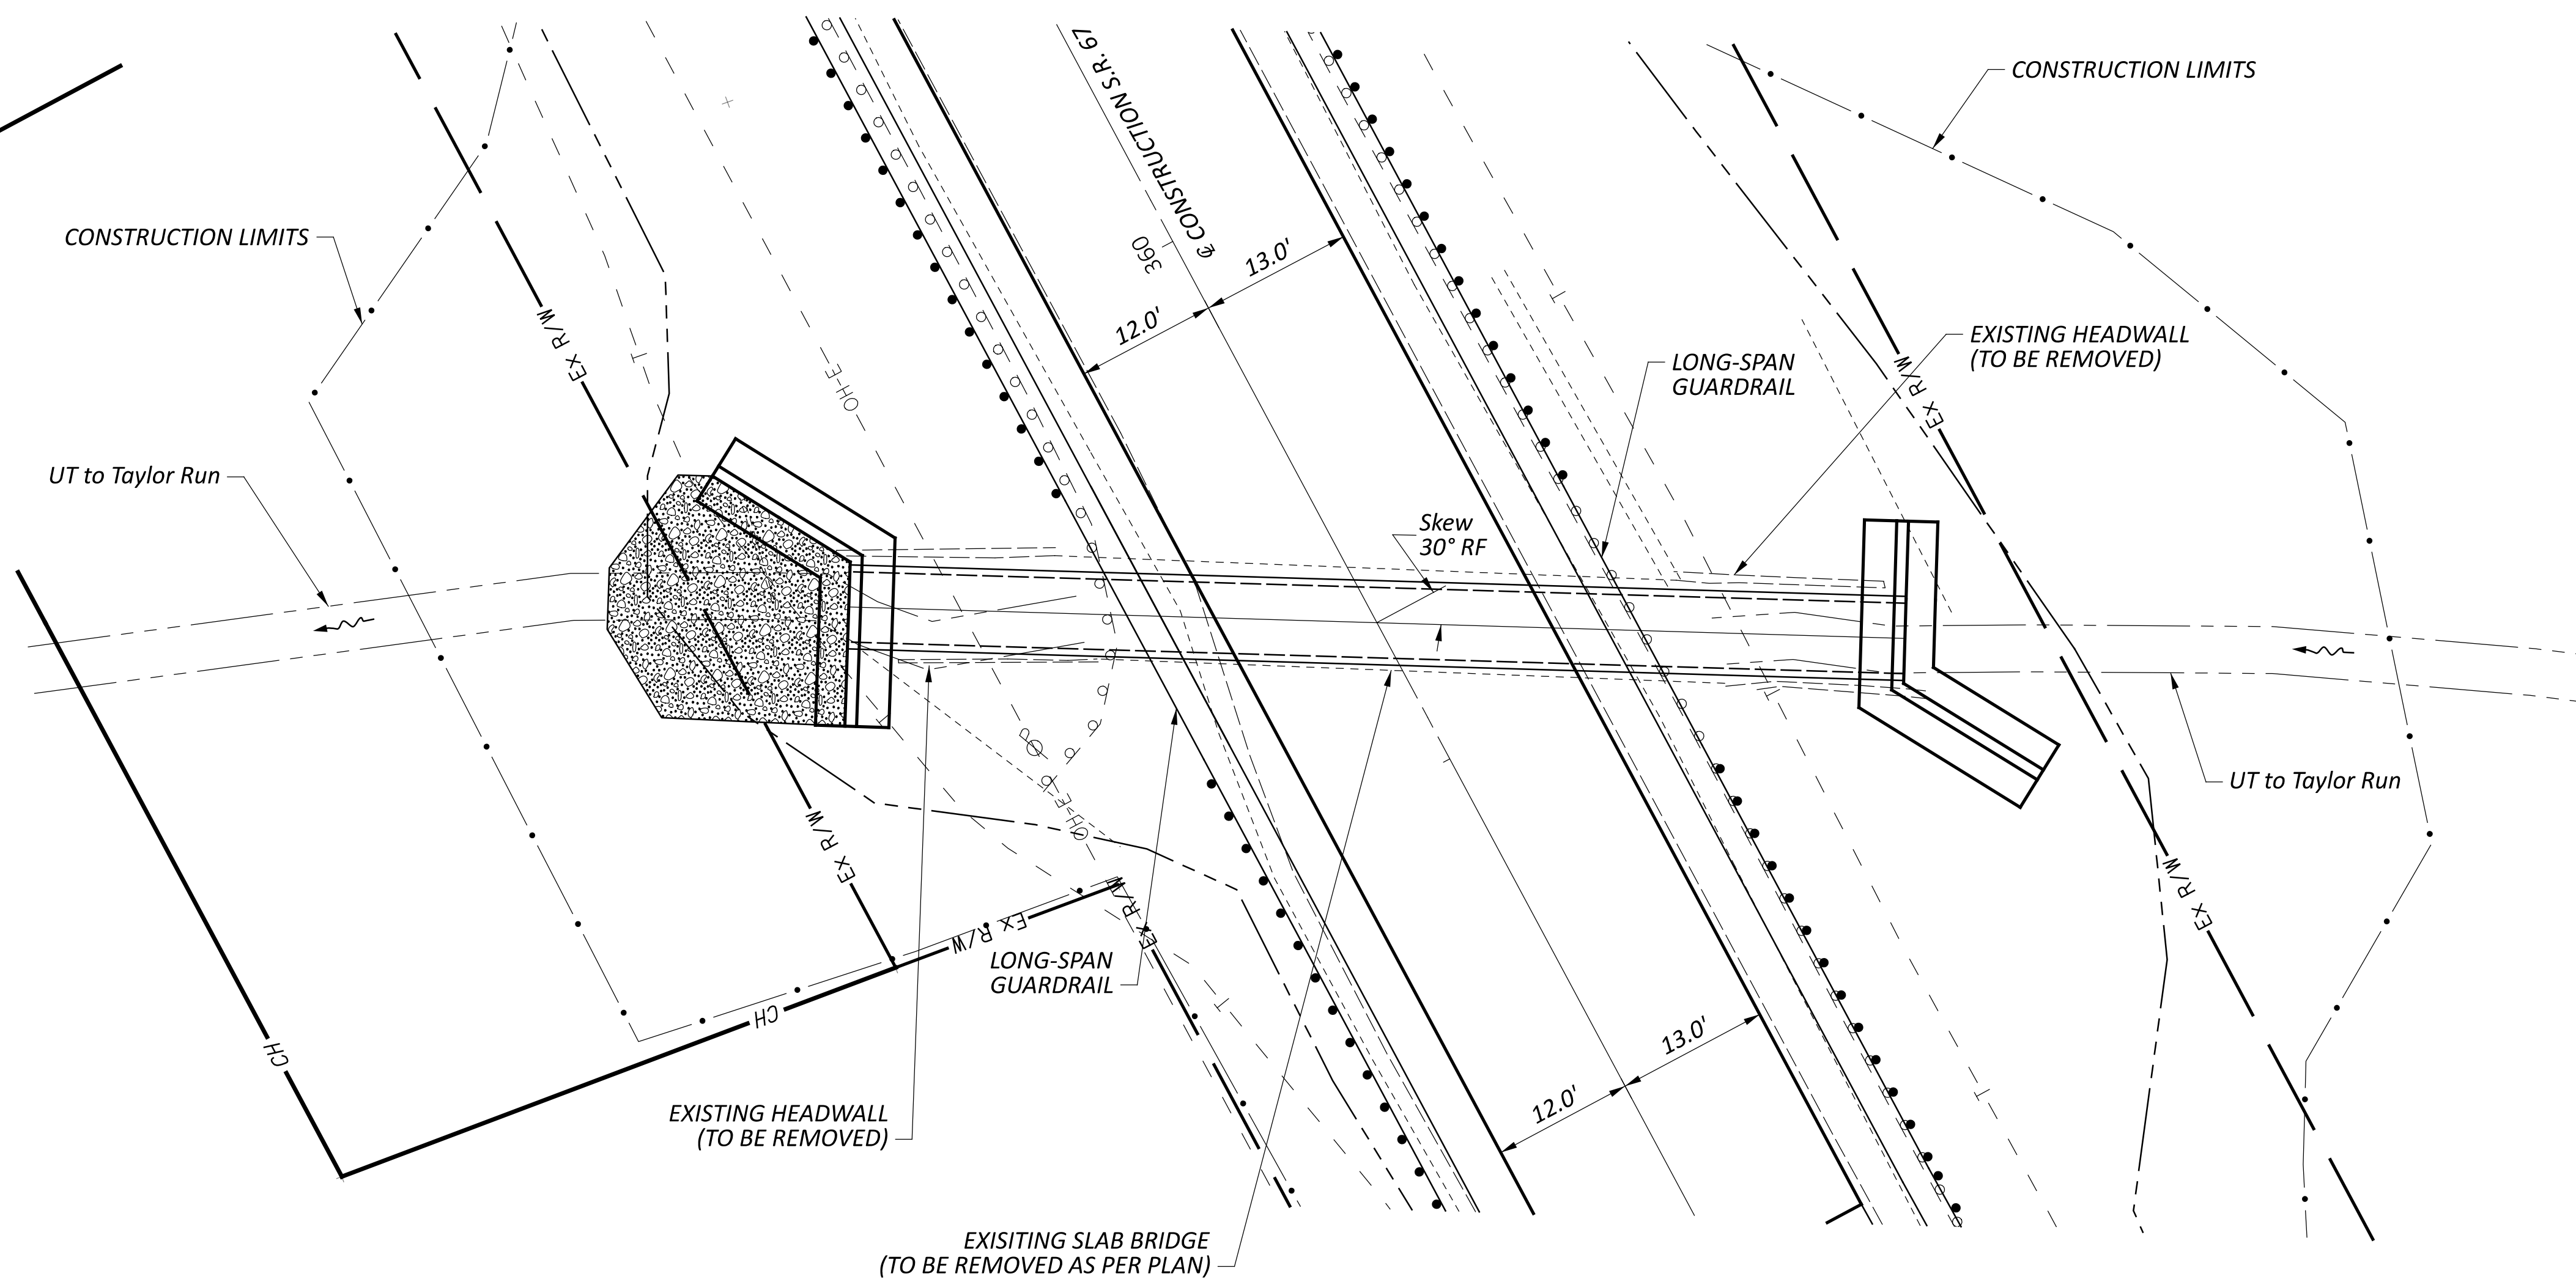 CONSTRUCTION LIMITS
℄ CONSTRUCTION S.R. 67
CONSTRUCTION LIMITS
360
13.0'
12.0'
Ex R/W
OHE
EXISTING HEADWALL
(TO BE REMOVED)
LONG-SPAN
GUARDRAIL
Ex R/W
T
T
UT to Taylor Run
Skew
30° RF
T
T
P
OHE
UT to Taylor Run
Ex R/W
Ex R/W
Ex R/W
Ex R/W
LONG-SPAN
GUARDRAIL
T
CH
CH
13.0'
12.0'
T
EXISTING HEADWALL
(TO BE REMOVED)
EXISITING SLAB BRIDGE
(TO BE REMOVED AS PER PLAN)